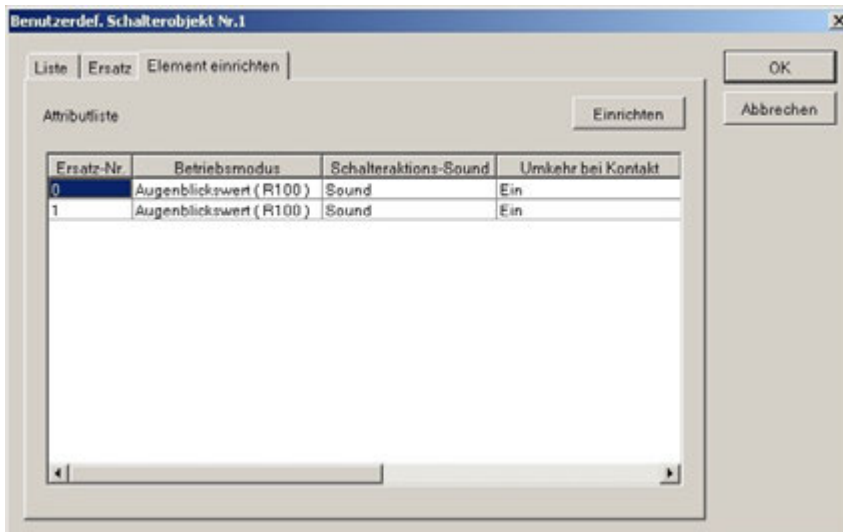 Benutzerdef. Schalterobjekt Nr.1
Liste Ersatz Element einrichten
OK
Attributliste Einrichten Abbrechen
Ersatz-Nr. Betriebsmodus Schalteraktions-Sound Umkehr bei Kontakt
0 Augenblickswert ( R100 ) Sound Ein
1 Augenblickswert ( R100 ) Sound Ein